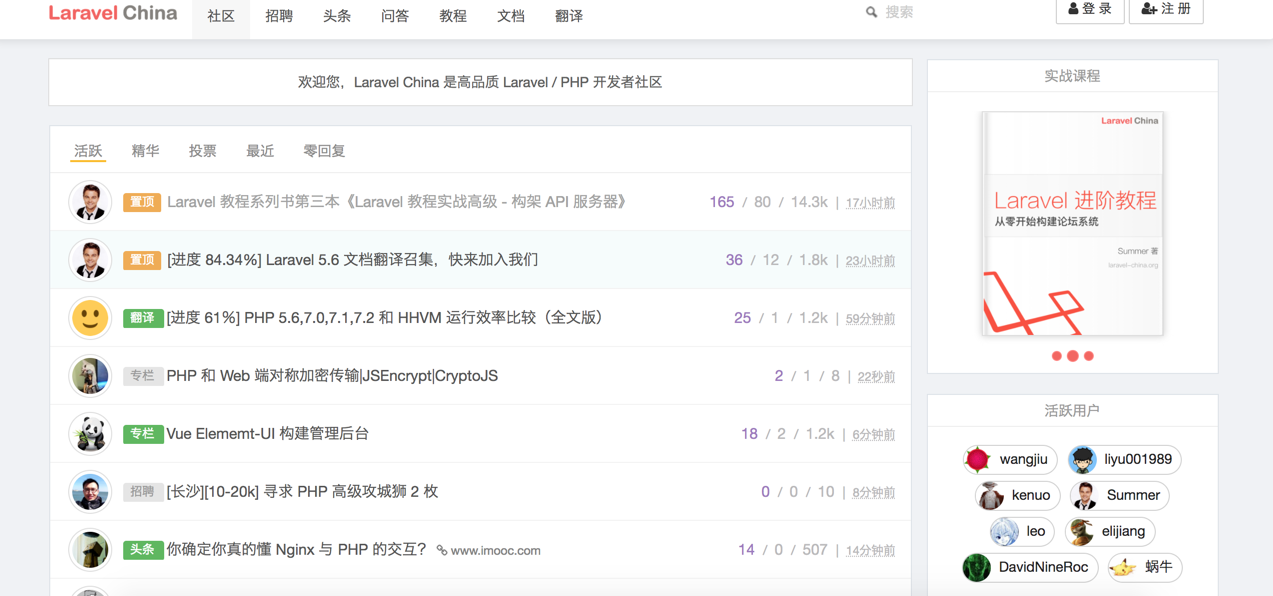 Laravel China 社区 招聘 头条 问答 教程 文档 翻译 搜索 登 录 注 册
欢迎您，Laravel China 是高品质 Laravel / PHP 开发者社区
活跃 精华 投票 最近 零回复
置顶 Laravel 教程系列书第三本《Laravel 教程实战高级 - 构架 API 服务器》 165 / 80 / 14.3k | 17小时前
置顶 [进度 84.34%] Laravel 5.6 文档翻译召集，快来加入我们 36 / 12 / 1.8k | 23小时前
翻译 [进度 61%] PHP 5.6,7.0,7.1,7.2 和 HHVM 运行效率比较（全文版） 25 / 1 / 1.2k | 59分钟前
专栏 PHP 和 Web 端对称加密传输|JSEncrypt|CryptoJS 2 / 1 / 8 | 22秒前
专栏 Vue Elememt-UI 构建管理后台 18 / 2 / 1.2k | 6分钟前
招聘 [长沙][10-20k] 寻求 PHP 高级攻城狮 2 枚 0 / 0 / 10 | 8分钟前
头条 你确定你真的懂 Nginx 与 PHP 的交互？ www.imooc.com 14 / 0 / 507 | 14分钟前
实战课程
Laravel China
Laravel 进阶教程
从零开始构建论坛系统
Summer 著
laravel-china.org
活跃用户
wangjiu liyu001989
kenuo Summer
leo elijiang
DavidNineRoc 蜗牛